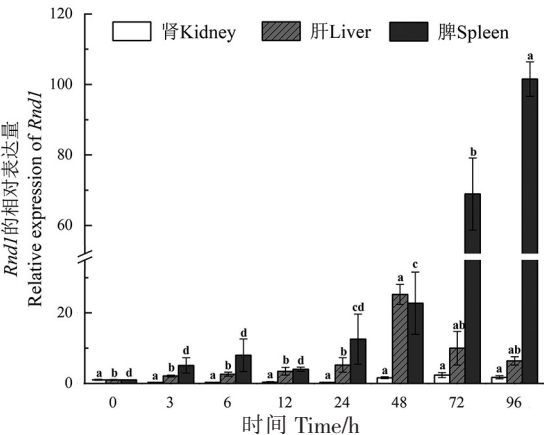 120
肾Kidney 肝Liver 脾Spleen
a
100
80
b
60
Rnd1的相对表达量
Relative expression of Rnd1
a c
20
cd
d d b ab ab
a b d a b a b a b d a b a a a
0
0 3 6 12 24 48 72 96
时间 Time/h